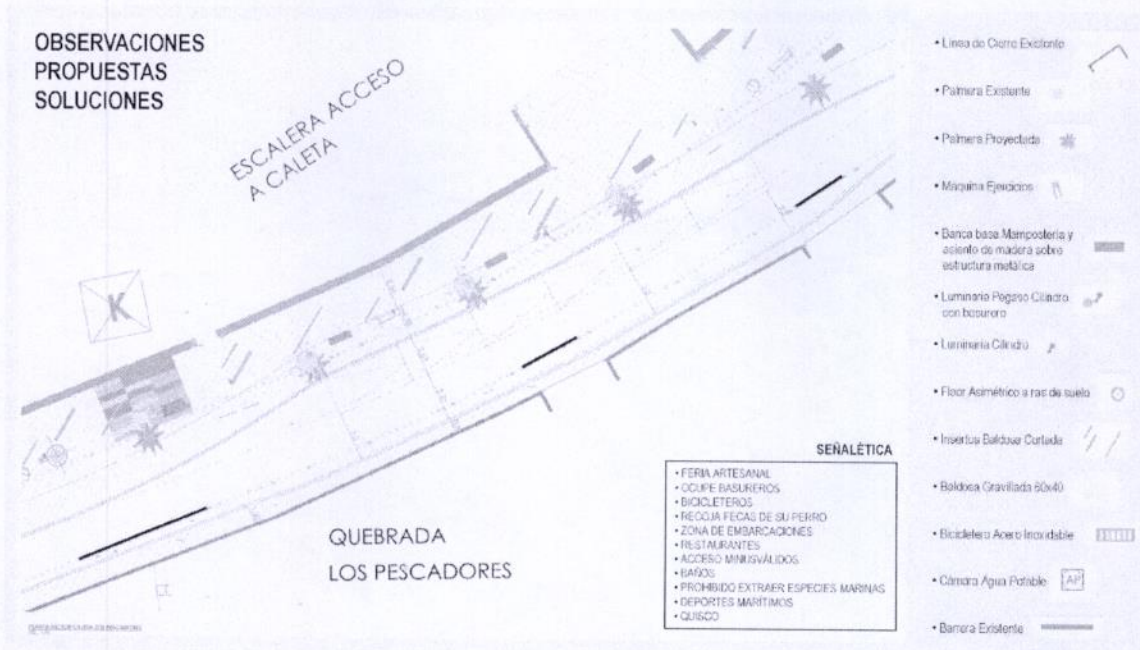 OBSERVACIONES
PROPUESTAS
SOLUCIONES
ESCALERA ACCESO
A CALETA
K
QUEBRADA
LOS PESCADORES
SEÑALÉTICA
• FERIA ARTESANAL
• OCUPE BASUREROS
• BICICLETEROS
• RECOJA FECAS DE SU PERRO
• ZONA DE EMBARCACIONES
• RESTAURANTES
• ACCESO MINUSVÁLIDOS
• BAÑOS
• PROHIBIDO EXTRAER ESPECIES MARINAS
• DEPORTES MARÍTIMOS
• QUISCO
• Línea de Cierre Existente
• Palmera Existente
• Palmera Proyectada
• Máquina Ejercicios
• Banca base Mampostería y
asiento de madera sobre
estructura metálica
• Luminaria Pegaso Cilindro
con basurero
• Luminaria Cilindro
• Floor Asimétrico a ras de suelo
• Insertos Baldosa Cortada
• Baldosa Gravillada 60x40
• Bicicletero Acero Inoxidable
• Cámara Agua Potable
AP
• Barrera Existente